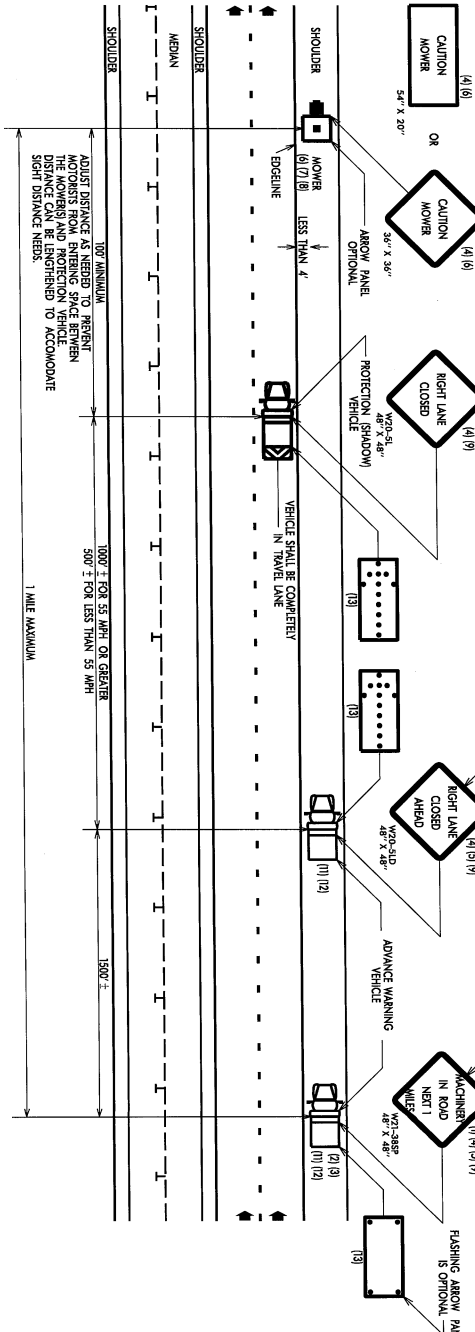 (4) (6)
CAUTION
MOWER
54" X 20"
OR
(4) (6)
CAUTION
MOWER
36" X 36"
ARROW PANEL
OPTIONAL
MOWER
(6) (7) (8)
EDGELINE
LESS THAN 4'
SHOULDER
SHOULDER
MEDIAN
SHOULDER
100' MINIMUM
ADJUST DISTANCE AS NEEDED TO PREVENT
MOTORISTS FROM ENTERING SPACE BETWEEN
THE MOWER(S) AND PROTECTION VEHICLE.
DISTANCE CAN BE LENGTHENED TO ACCOMODATE
SIGHT DISTANCE NEEDS.
(4) (9)
RIGHT LANE
CLOSED
W20-5L
48" X 48"
PROTECTION (SHADOW)
VEHICLE
VEHICLE SHALL BE COMPLETELY
IN TRAVEL LANE
(13)
(13)
1000' ± FOR 55 MPH OR GREATER
500' ± FOR LESS THAN 55 MPH
1 MILE MAXIMUM
(4) (5) (9)
RIGHT LANE
CLOSED
AHEAD
W20-5LD
48" X 48"
(11) (12)
ADVANCE WARNING
VEHICLE
1500' ±
MACHINERY
IN ROAD
NEXT 1
MILES
W21-38SP
48" X 48"
(2) (3)
(11) (12)
(13)
FLASHING ARROW
IS OPTIONAL